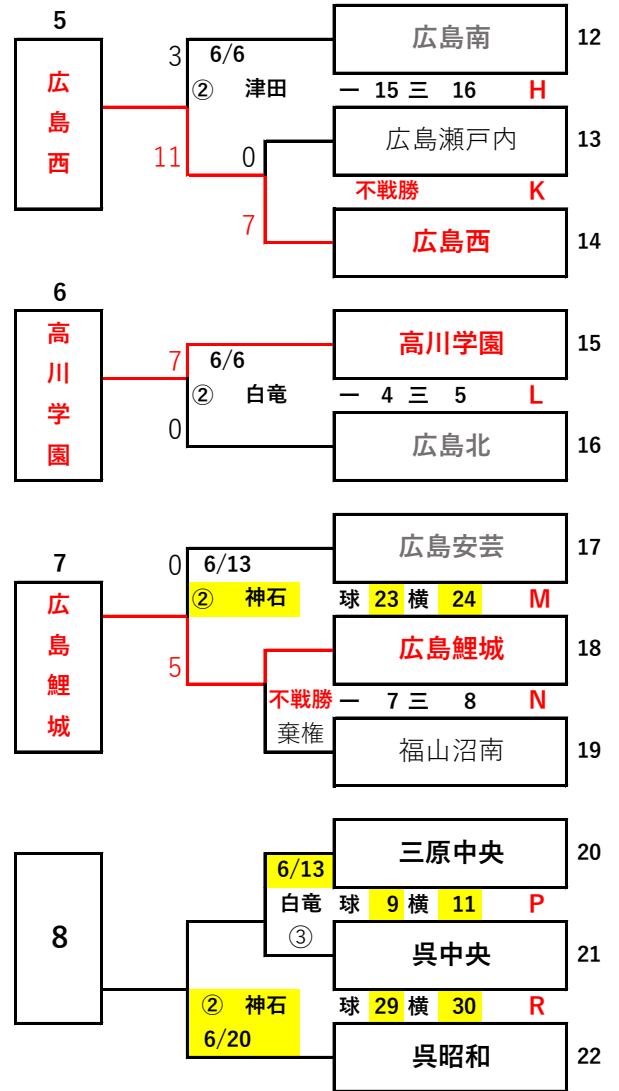 5
広島西
3
6/6
② 津田
11
0
7
広島南
12
一 15 三 16 H
広島瀬戸内
13
不戦勝 K
広島西
14
6
高川学園
7
6/6
② 白竜
0
高川学園
15
一 4 三 5 L
広島北
16
7
広島鯉城
0
6/13
② 神石
5
広島安芸
17
球 23 横 24 M
広島鯉城
18
不戦勝 一 7 三 8 N
棄権
福山沼南
19
8
三原中央
20
6/13
白竜 球 9 横 11 P
③
呉中央
21
② 神石 球 29 横 30 R
6/20
呉昭和
22